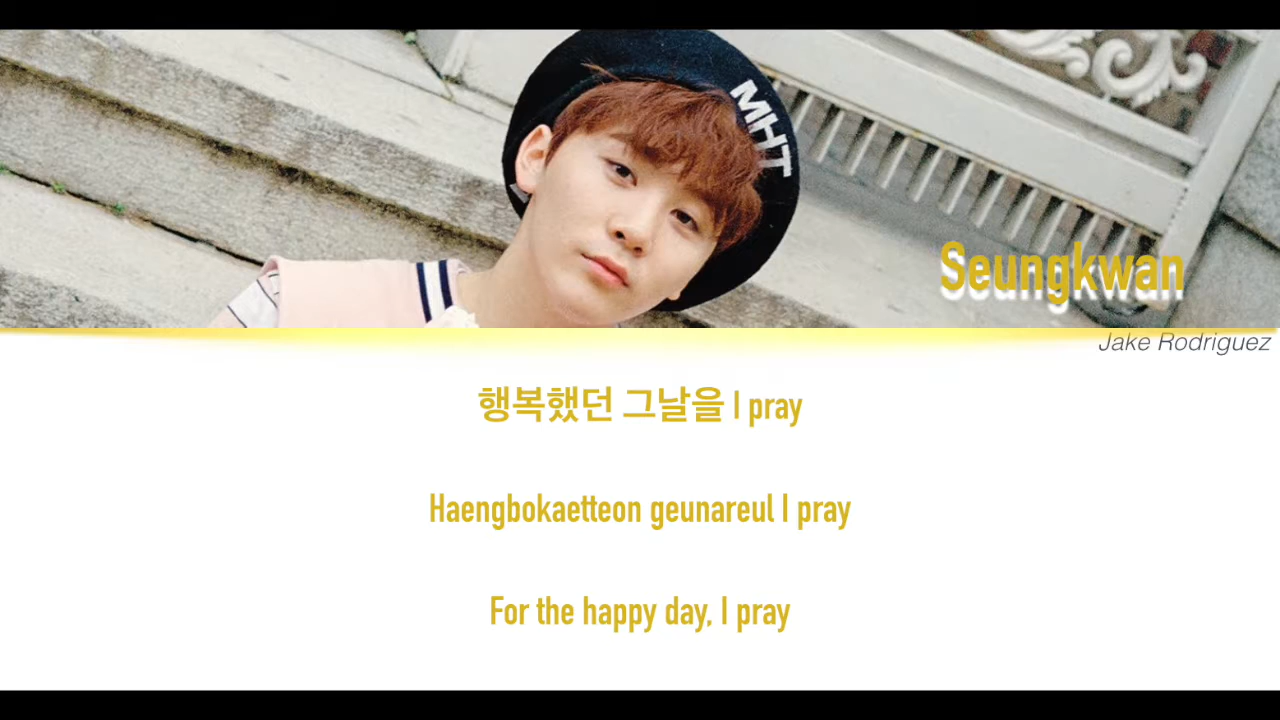 MHT
Seungkwan
Jake Rodriguez
행복했던 그날을 I pray
Haengbokaetteon geunareul I pray
For the happy day, I pray